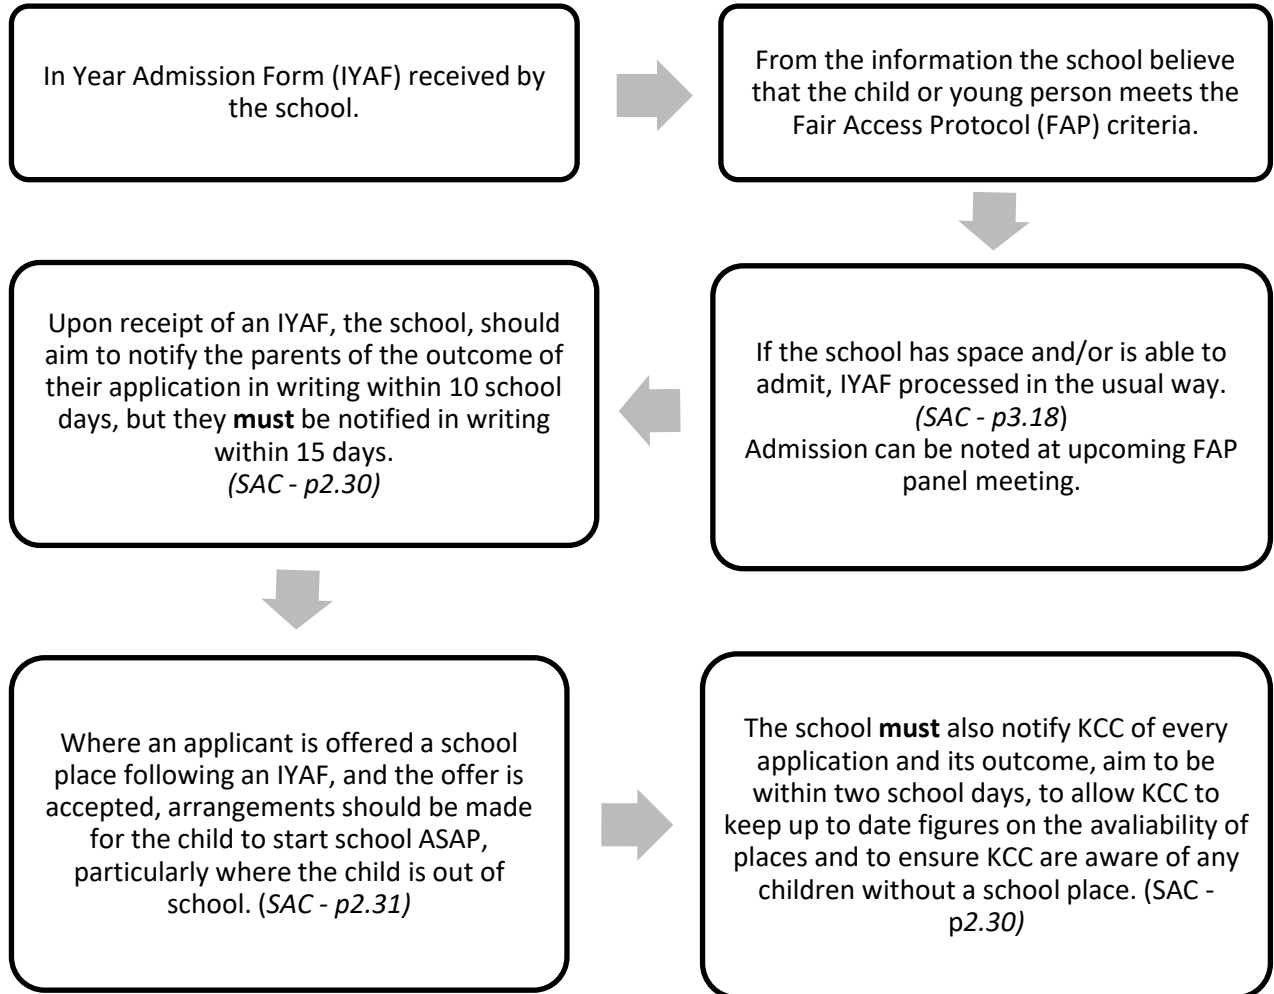 In Year Admission Form (IYAF) received by
the school.
From the information the school believe
that the child or young person meets the
Fair Access Protocol (FAP) criteria.
If the school has space and/or is able to
admit, IYAF processed in the usual way.
(SAC - p3.18)
Admission can be noted at upcoming FAP
panel meeting.
Upon receipt of an IYAF, the school, should
aim to notify the parents of the outcome of
their application in writing within 10 school
days, but they must be notified in writing
within 15 days.
(SAC - p2.30)
Where an applicant is offered a school
place following an IYAF, and the offer is
accepted, arrangements should be made
for the child to start school ASAP,
particularly where the child is out of
school. (SAC - p2.31)
The school must also notify KCC of every
application and its outcome, aim to be
within two school days, to allow KCC to
keep up to date figures on the avaliability of
places and to ensure KCC are aware of any
children without a school place. (SAC -
p2.30)